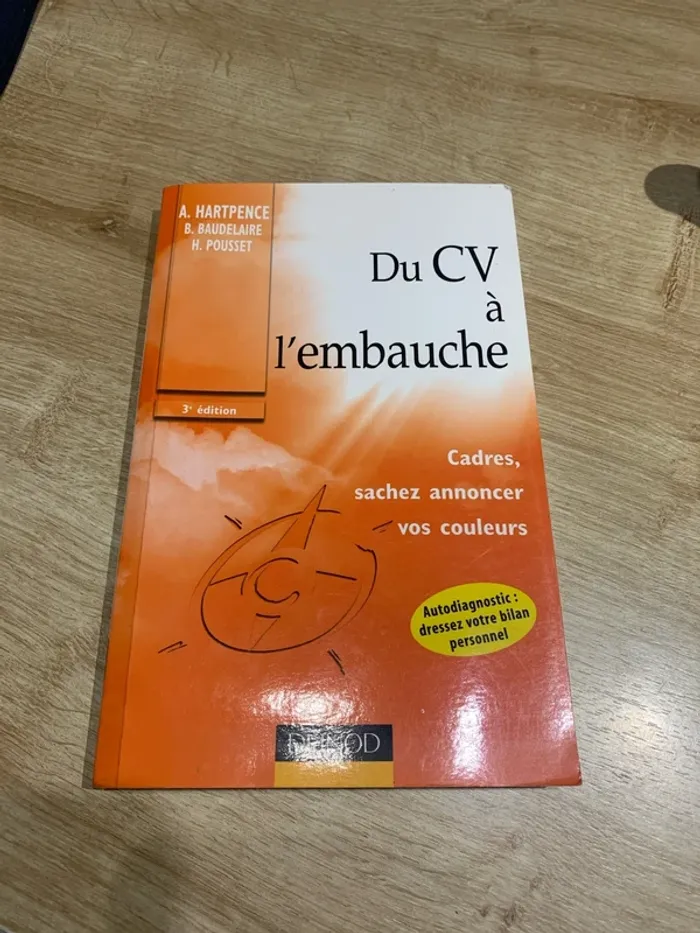 A. HARTPENCE
B. BAUDELAIRE
H. POUSSET
Du CV
à
l'embauche
3e édition
Cadres,
sachez annoncer
vos couleurs
Autodiagnostic :
dressez votre bilan
personnel
DUNOD